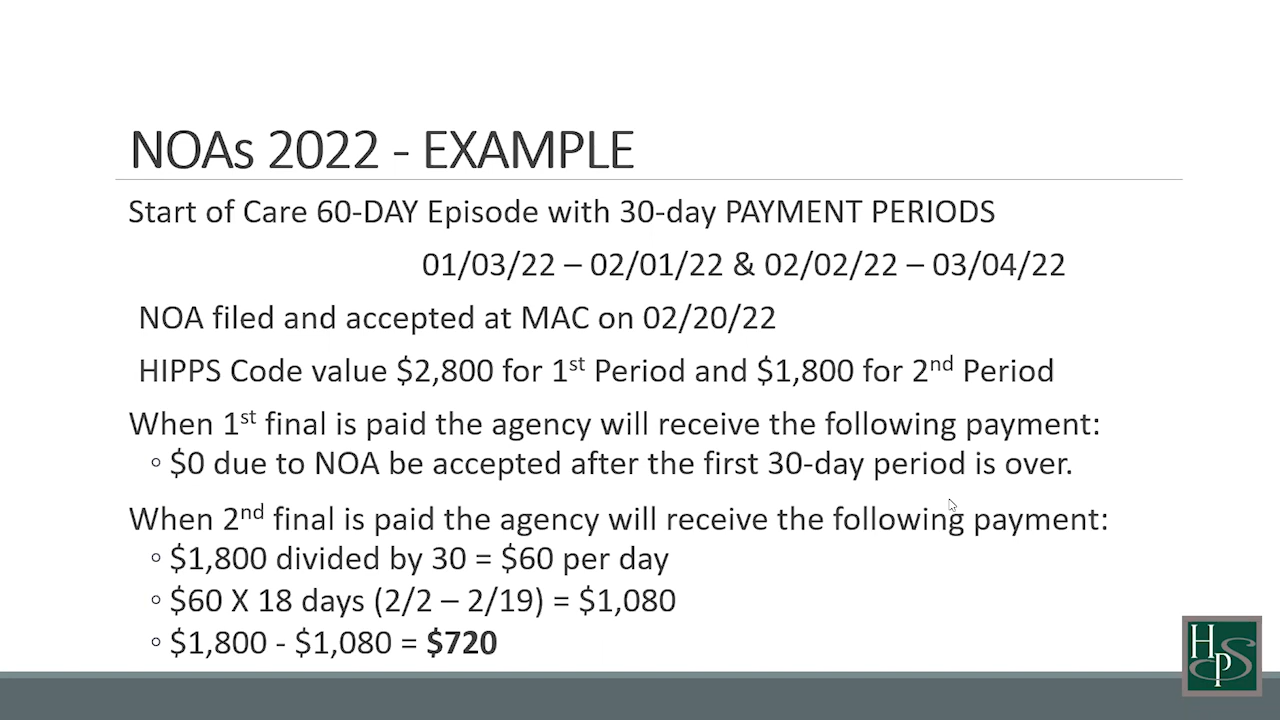 NOAs 2022 - EXAMPLE
Start of Care 60-DAY Episode with 30-day PAYMENT PERIODS
01/03/22 – 02/01/22 & 02/02/22 – 03/04/22
NOA filed and accepted at MAC on 02/20/22
HIPPS Code value $2,800 for 1st Period and $1,800 for 2nd Period
When 1st final is paid the agency will receive the following payment:
◦ $0 due to NOA be accepted after the first 30-day period is over.
When 2nd final is paid the agency will receive the following payment:
◦ $1,800 divided by 30 = $60 per day
◦ $60 X 18 days (2/2 – 2/19) = $1,080
◦ $1,800 - $1,080 = $720
HPS